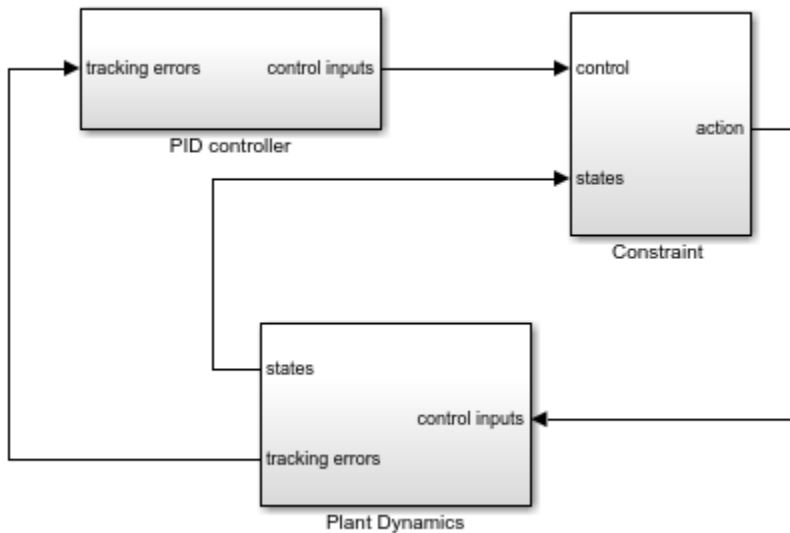 tracking errors control inputs
PID controller
control
action
states
Constraint
states
control inputs
tracking errors
Plant Dynamics